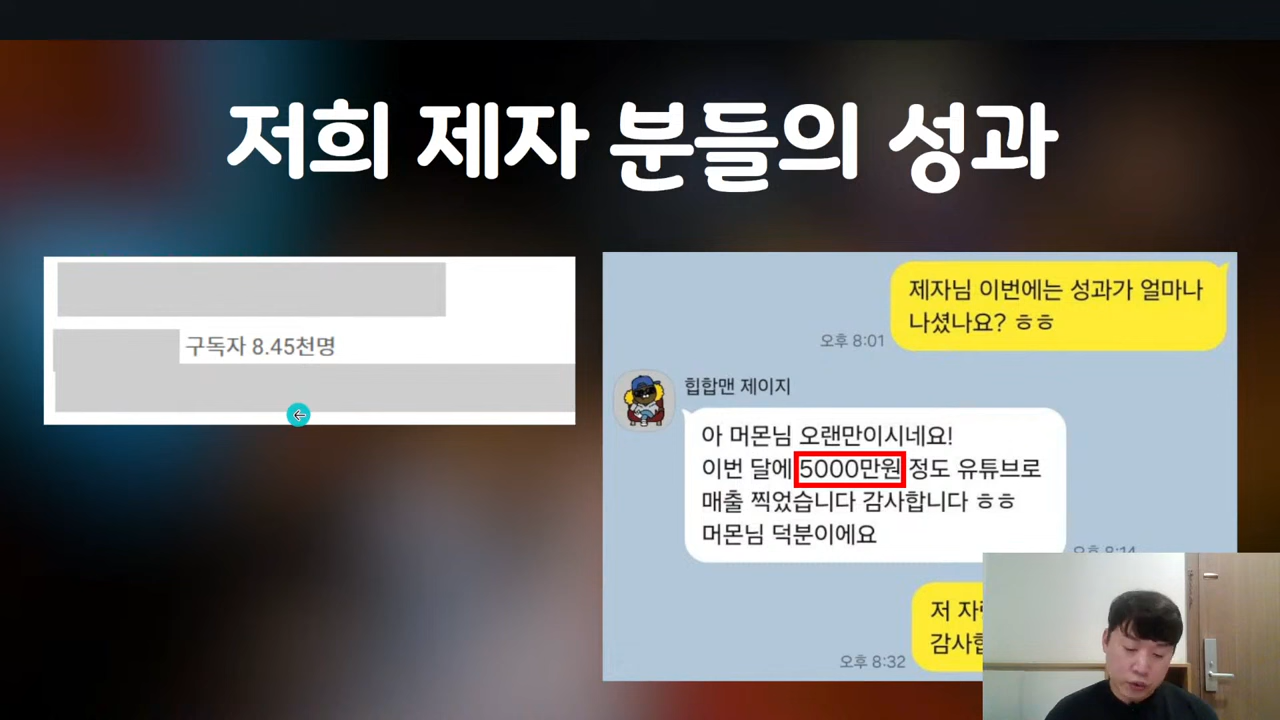 저희 제자 분들의 성과
구독자 8.45천명
제자님 이번에는 성과가 얼마나
나셨나요? ㅎㅎ
오후 8:01
힙합맨 제이지
아 머몬님 오랜만이시네요!
이번 달에 5000만원 정도 유튜브로
매출 찍었습니다 감사합니다 ㅎㅎ
머몬님 덕분이에요
오후 8:14
저
오후 8:32